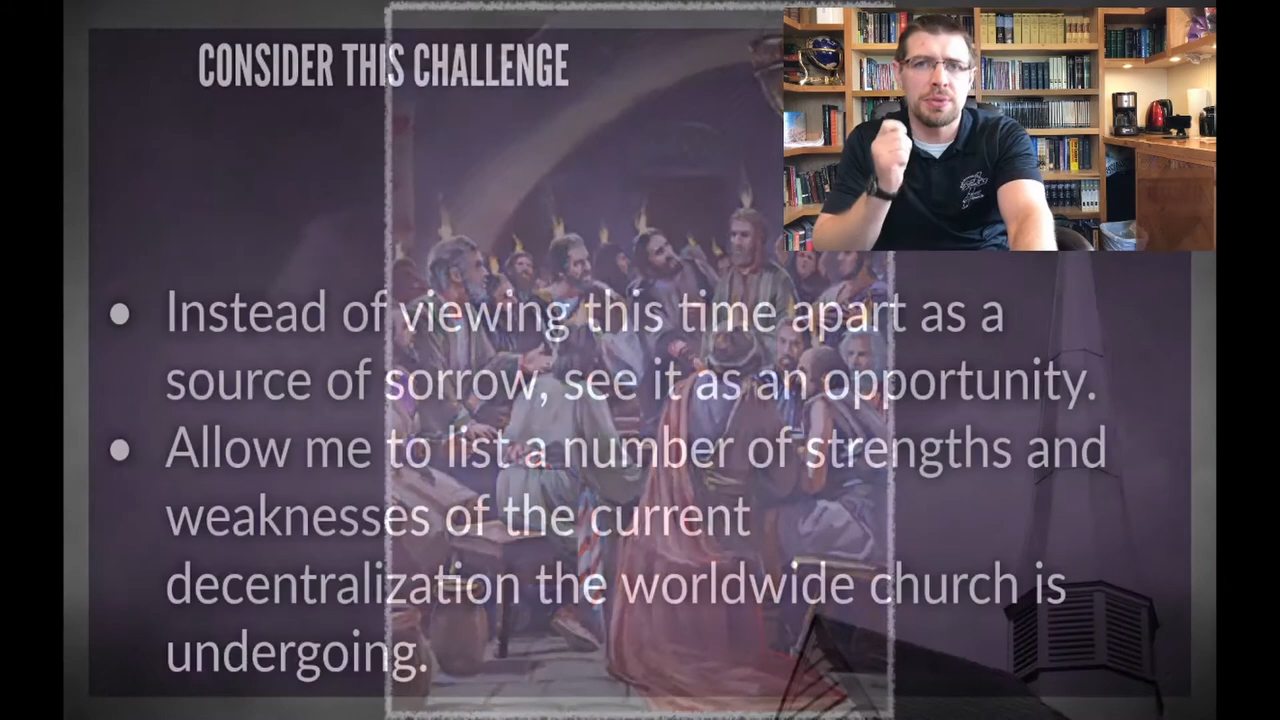 CONSIDER THIS CHALLENGE
● Instead of viewing this time apart as a
source of sorrow, see it as an opportunity.
● Allow me to list a number of strengths and
weaknesses of the current
decentralization the worldwide church is
undergoing.